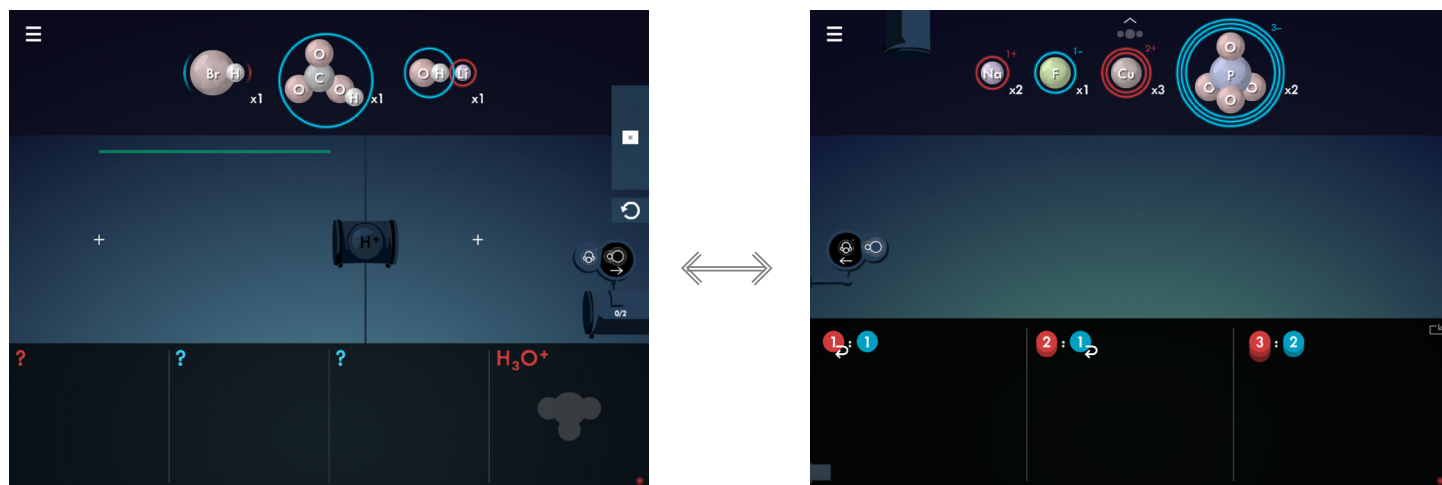 Br H x1
O C O O H x1
O H Li x1
H⁺
0/2
?
?
?
H₃O⁺
Na 1+ x2
F 1− x1
Cu 2+ x3
O P O O O 3− x2
1 : 1
2 : 1
3 : 2